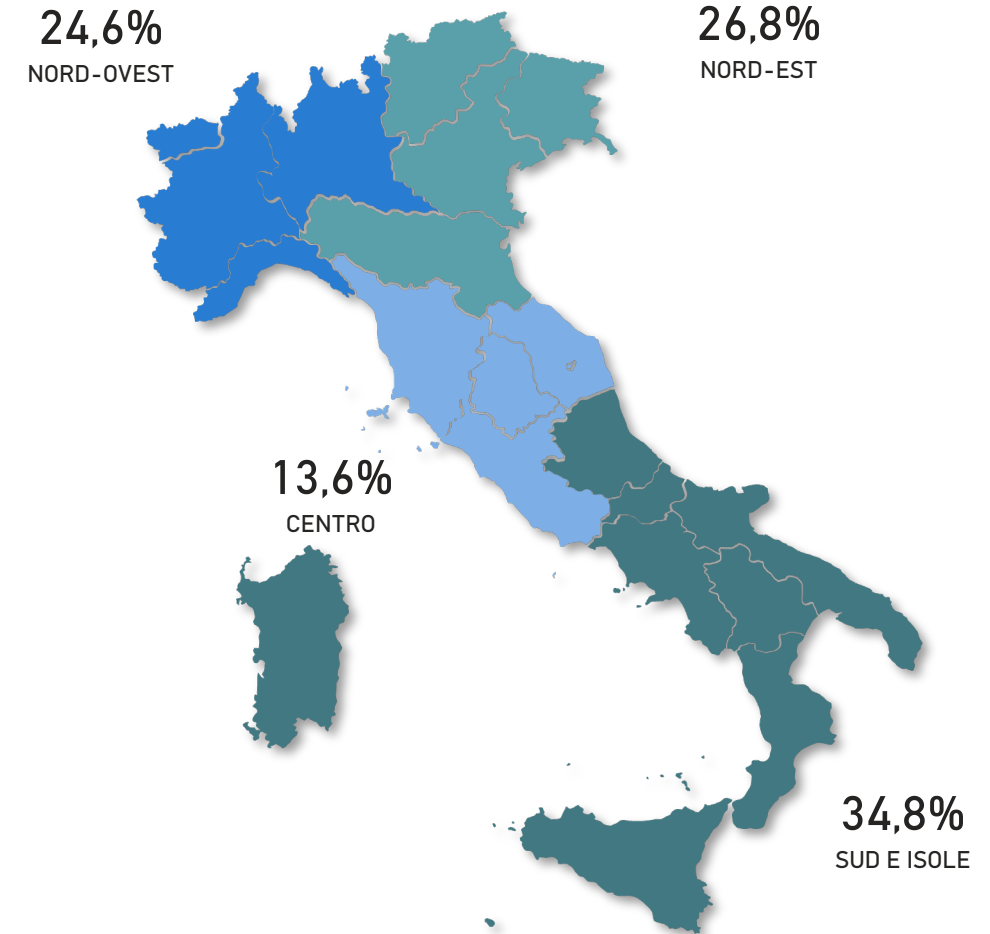 24,6%
NORD-OVEST
26,8%
NORD-EST
13,6%
CENTRO
34,8%
SUD E ISOLE